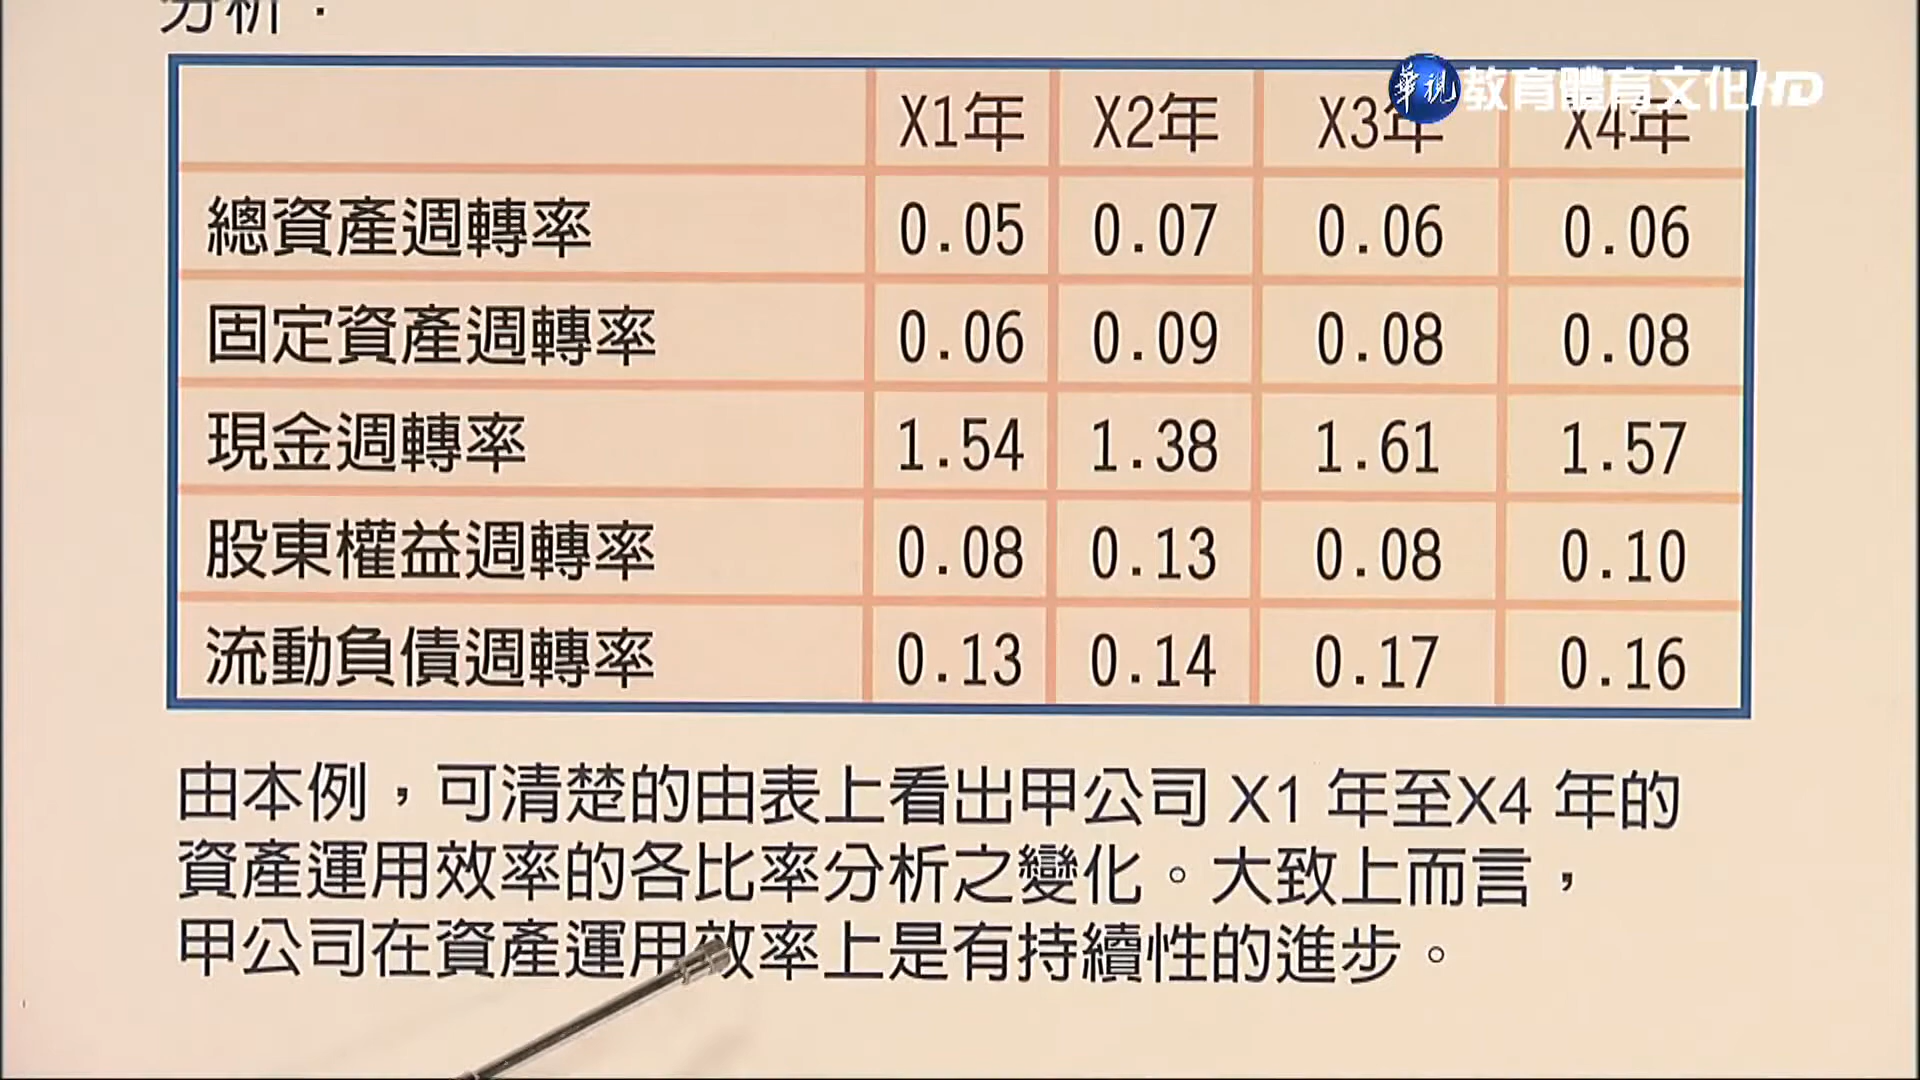 分析：
華視 教育體育文化HD
X1年 X2年 X3年 X4年
總資產週轉率 0.05 0.07 0.06 0.06
固定資產週轉率 0.06 0.09 0.08 0.08
現金週轉率 1.54 1.38 1.61 1.57
股東權益週轉率 0.08 0.13 0.08 0.10
流動負債週轉率 0.13 0.14 0.17 0.16
由本例，可清楚的由表上看出甲公司 X1 年至X4 年的
資產運用效率的各比率分析之變化。大致上而言，
甲公司在資產運用效率上是有持續性的進步。